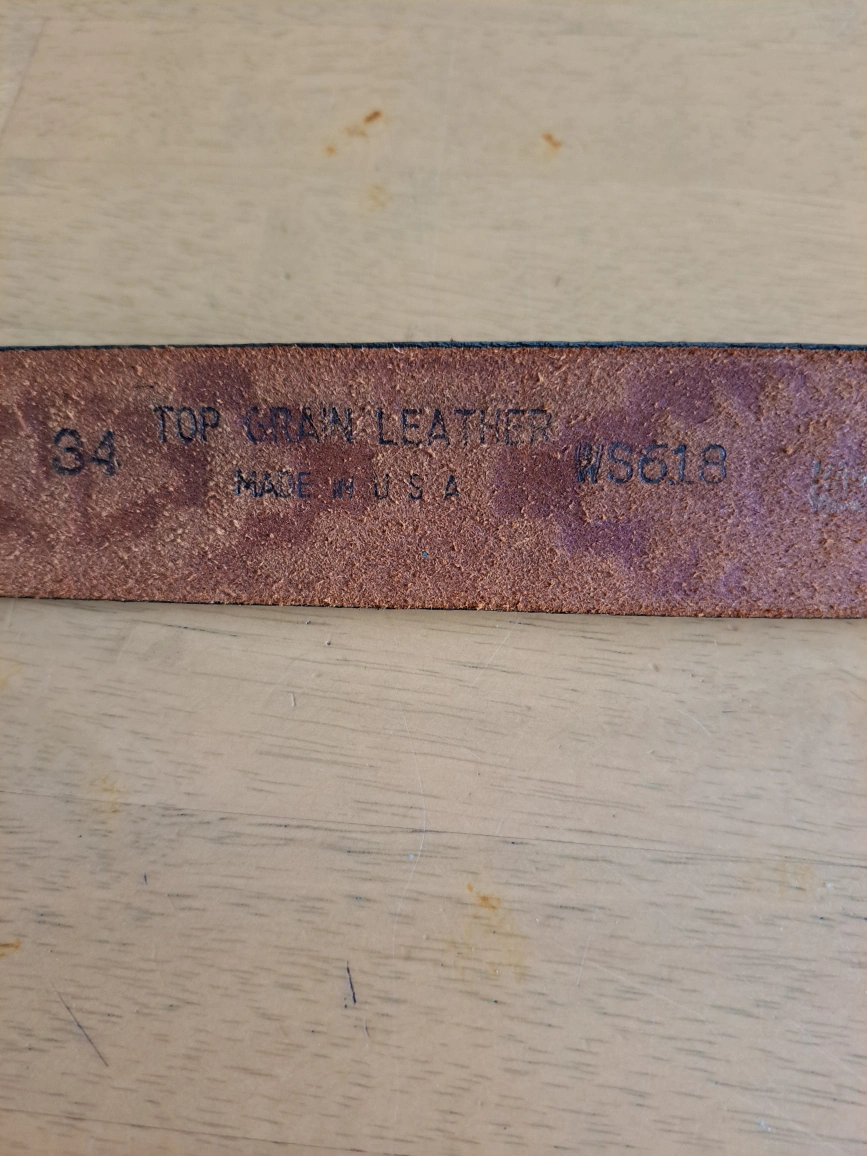 34
TOP GRAIN LEATHER
MADE IN U S A
WS618